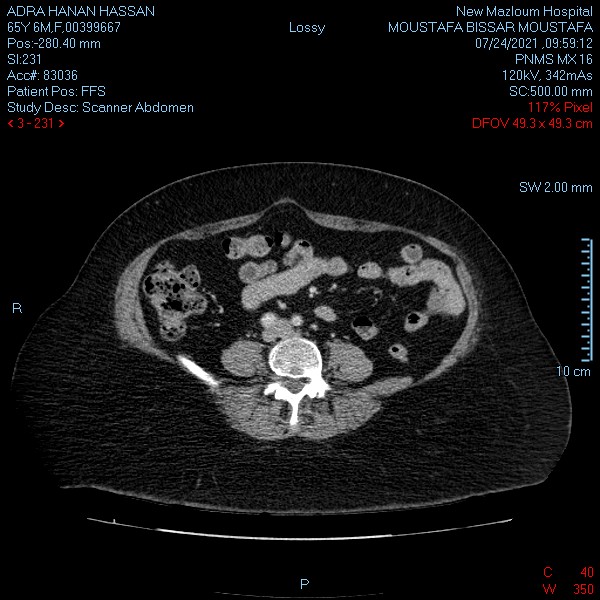 ADRA HANAN HASSAN
65Y 6M,F,00399667
Pos:-280.40 mm
SI:231
Acc#: 83036
Patient Pos: FFS
Study Desc: Scanner Abdomen
< 3 - 231 >
Lossy
New Mazloum Hospital
MOUSTAFA BISSAR MOUSTAFA
07/24/2021 ,09:59:12
PNMS MX 16
120kV, 342mAs
SC:500.00 mm
117% Pixel
DFOV 49.3 x 49.3 cm
SW 2.00 mm
R
10 cm
P
C 40
W 350